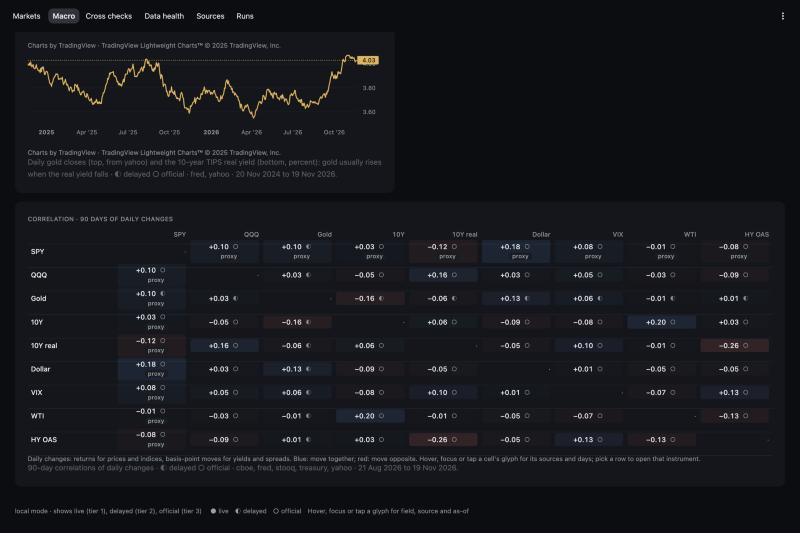 Markets Macro Cross checks Data health Sources Runs
Charts by TradingView · TradingView Lightweight Charts™ © 2025 TradingView, Inc.
4.03
3.80
3.60
2025 Apr '25 Jul '25 Oct '25 2026 Apr '26 Jul '26 Oct '26
Charts by TradingView · TradingView Lightweight Charts™ © 2025 TradingView, Inc.
Daily gold closes (top, from yahoo) and the 10-year TIPS real yield (bottom, percent): gold usually rises
when the real yield falls · delayed official · fred, yahoo · 20 Nov 2024 to 19 Nov 2026.
CORRELATION · 90 DAYS OF DAILY CHANGES
SPY QQQ Gold 10Y 10Y real Dollar VIX WTI HY OAS
SPY · +0.10 proxy +0.10 proxy +0.03 proxy −0.12 proxy +0.18 proxy +0.08 proxy −0.01 proxy −0.08 proxy
QQQ +0.10 proxy · +0.03 −0.05 +0.16 +0.03 +0.05 −0.03 −0.09
Gold +0.10 proxy +0.03 · −0.16 −0.06 +0.13 +0.06 −0.01 +0.01
10Y +0.03 proxy −0.05 −0.16 · +0.06 −0.09 −0.08 +0.20 +0.03
10Y real −0.12 proxy +0.16 −0.06 +0.06 · −0.05 +0.10 −0.01 −0.26
Dollar +0.18 proxy +0.03 +0.13 −0.09 −0.05 · +0.01 −0.05 −0.05
VIX +0.08 proxy +0.05 +0.06 −0.08 +0.10 +0.01 · −0.07 +0.13
WTI −0.01 proxy −0.03 −0.01 +0.20 −0.01 −0.05 −0.07 · −0.13
HY OAS −0.08 proxy −0.09 +0.01 +0.03 −0.26 −0.05 +0.13 −0.13 ·
Daily changes: returns for prices and indices, basis-point moves for yields and spreads. Blue: move together; red: move opposite. Hover, focus or tap a cell's glyph for its sources and days; pick a row to open that instrument.
90-day correlations of daily changes · delayed official · cboe, fred, stooq, treasury, yahoo · 21 Aug 2026 to 19 Nov 2026.
local mode · shows live (tier 1), delayed (tier 2), official (tier 3) live delayed official Hover, focus or tap a glyph for field, source and as-of